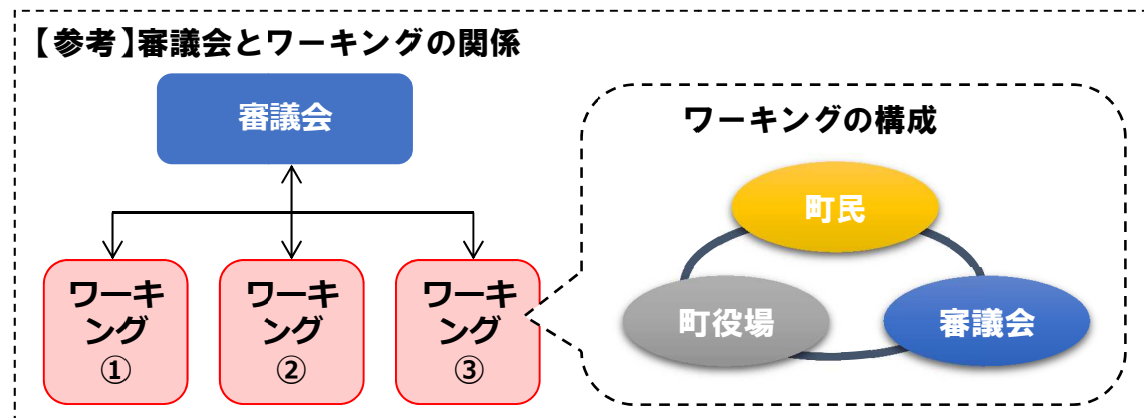 【参考】審議会とワーキングの関係
審議会
ワーキ
ング
①
ワーキ
ング
②
ワーキ
ング
③
ワーキングの構成
町民
町役場
審議会